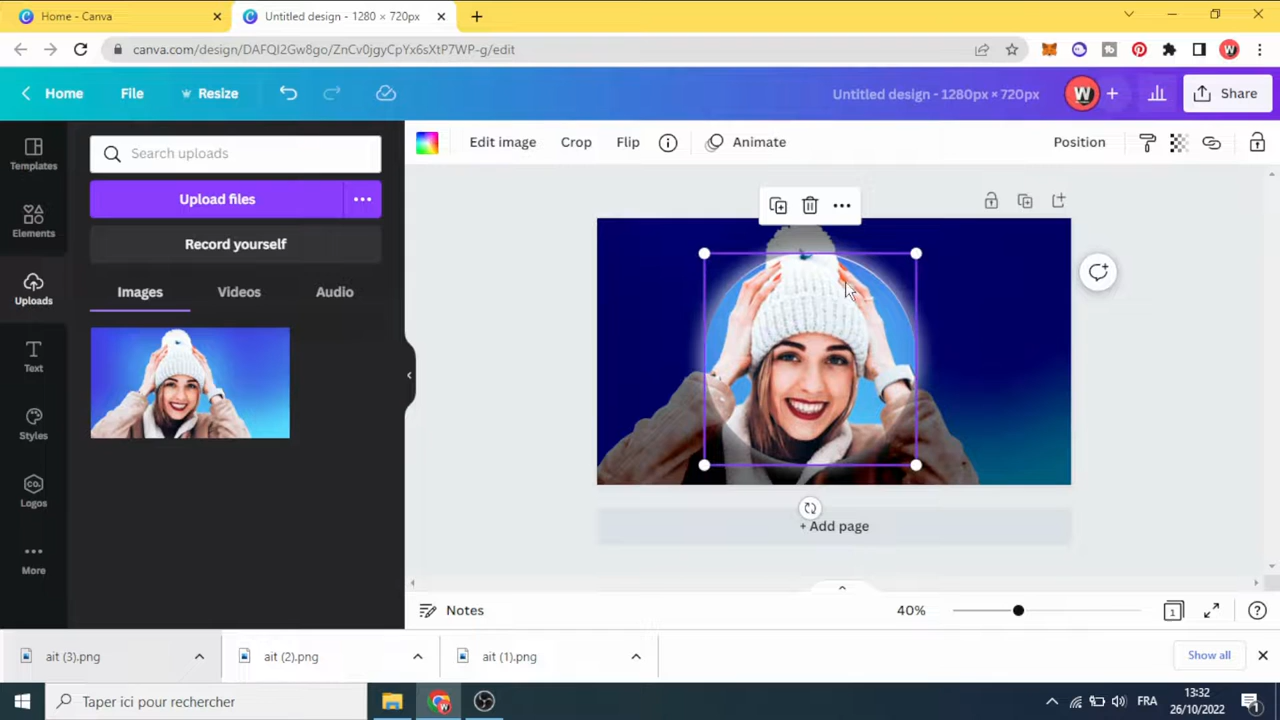 Home - Canva
Untitled design - 1280 × 720px
canva.com/design/DAFQI2Gw8go/ZnCv0jgyCpYx6sXtP7WP-g/edit
W
Home
File
Resize
Untitled design - 1280px × 720px
W
Share
Templates
Elements
Uploads
Text
Styles
Logos
More
Search uploads
Upload files
Record yourself
Images
Videos
Audio
Edit image
Crop
Flip
Animate
Position
+ Add page
Notes
40%
1
ait (3).png
ait (2).png
ait (1).png
Show all
Taper ici pour rechercher
FRA
13:32
26/10/2022
1